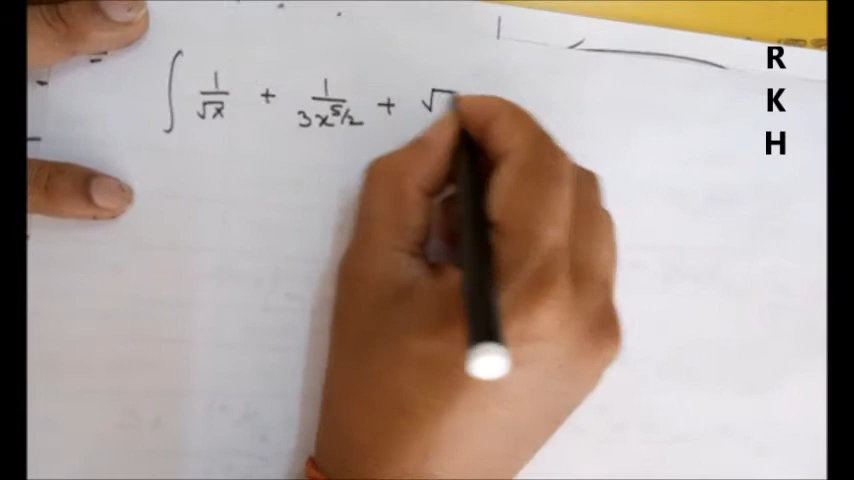 ∫ 1/√x + 1/3x^5/2 + √
R
K
H